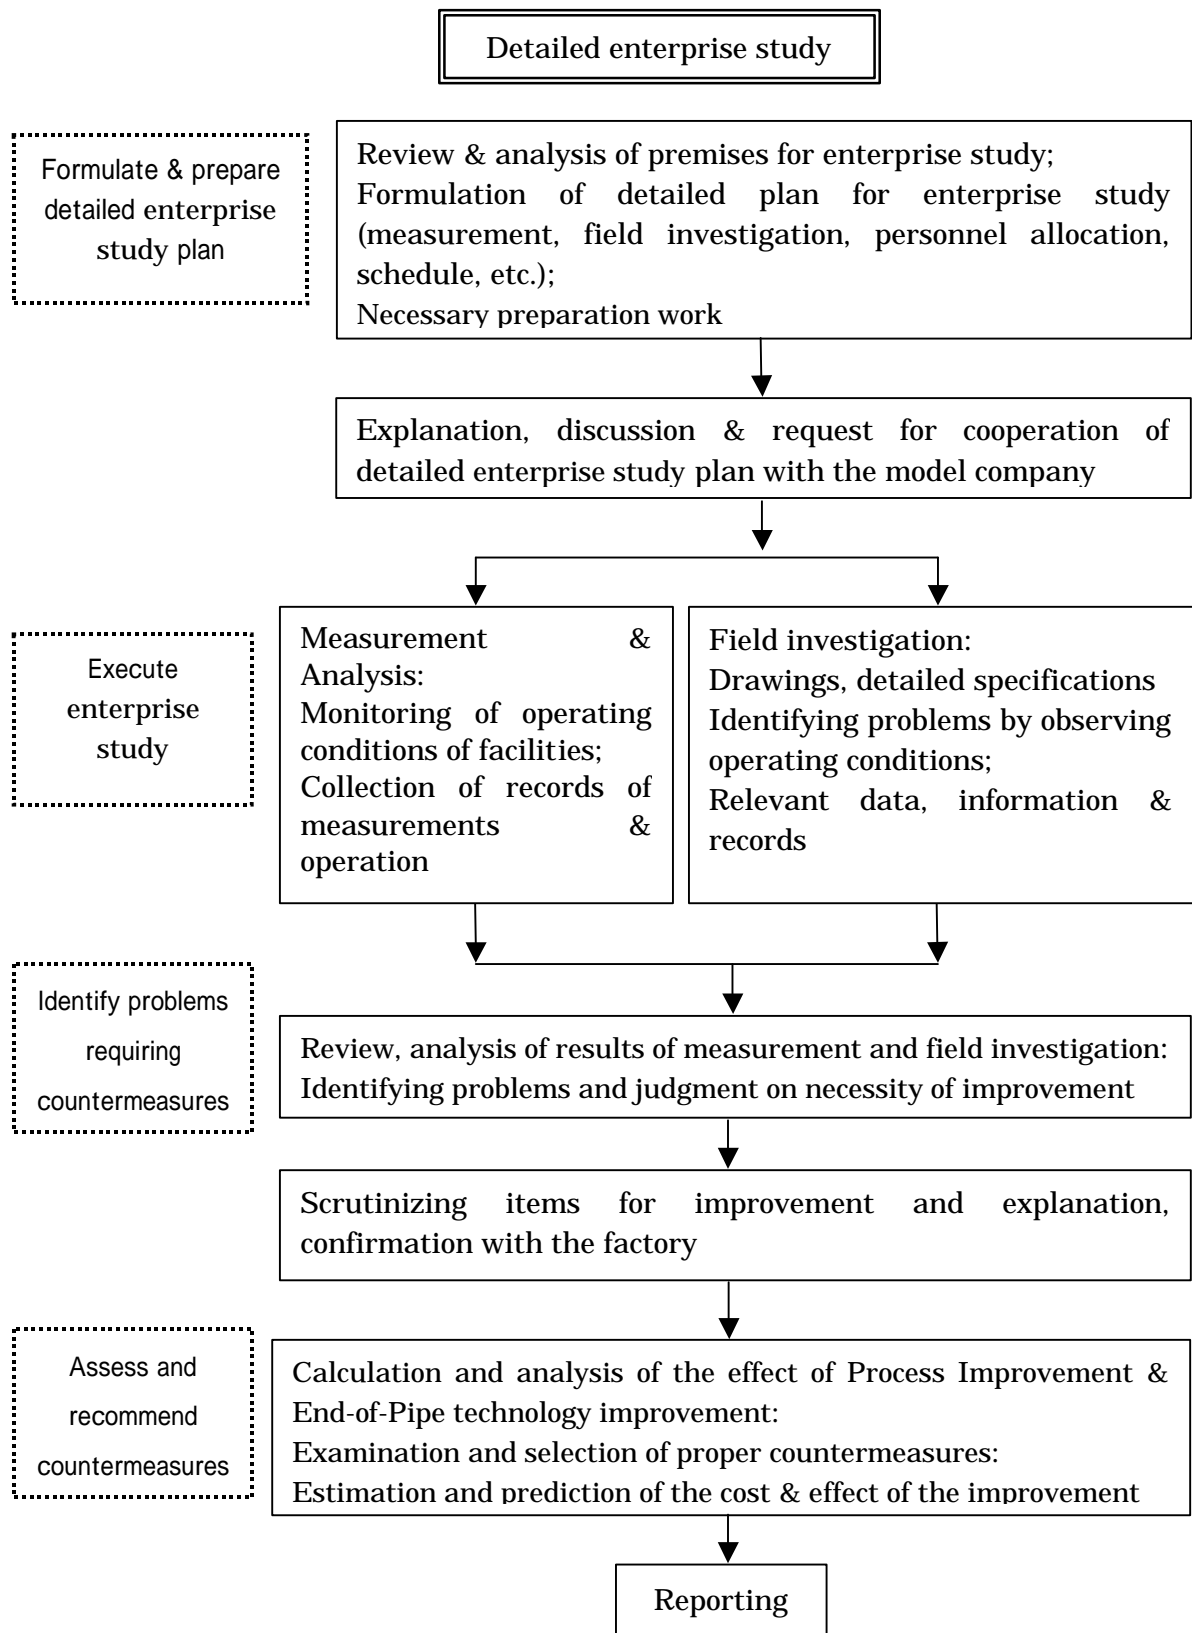 Detailed enterprise study
Formulate & prepare
detailed enterprise
study plan
Review & analysis of premises for enterprise study;
Formulation of detailed plan for enterprise study
(measurement, field investigation, personnel allocation,
schedule, etc.);
Necessary preparation work
Explanation, discussion & request for cooperation of
detailed enterprise study plan with the model company
Execute
enterprise
study
Measurement &
Analysis:
Monitoring of operating
conditions of facilities;
Collection of records of
measurements &
operation
Field investigation:
Drawings, detailed specifications
Identifying problems by observing
operating conditions;
Relevant data, information &
records
Identify problems
requiring
countermeasures
Review, analysis of results of measurement and field investigation:
Identifying problems and judgment on necessity of improvement
Scrutinizing items for improvement and explanation,
confirmation with the factory
Assess and
recommend
countermeasures
Calculation and analysis of the effect of Process Improvement &
End-of-Pipe technology improvement:
Examination and selection of proper countermeasures:
Estimation and prediction of the cost & effect of the improvement
Reporting